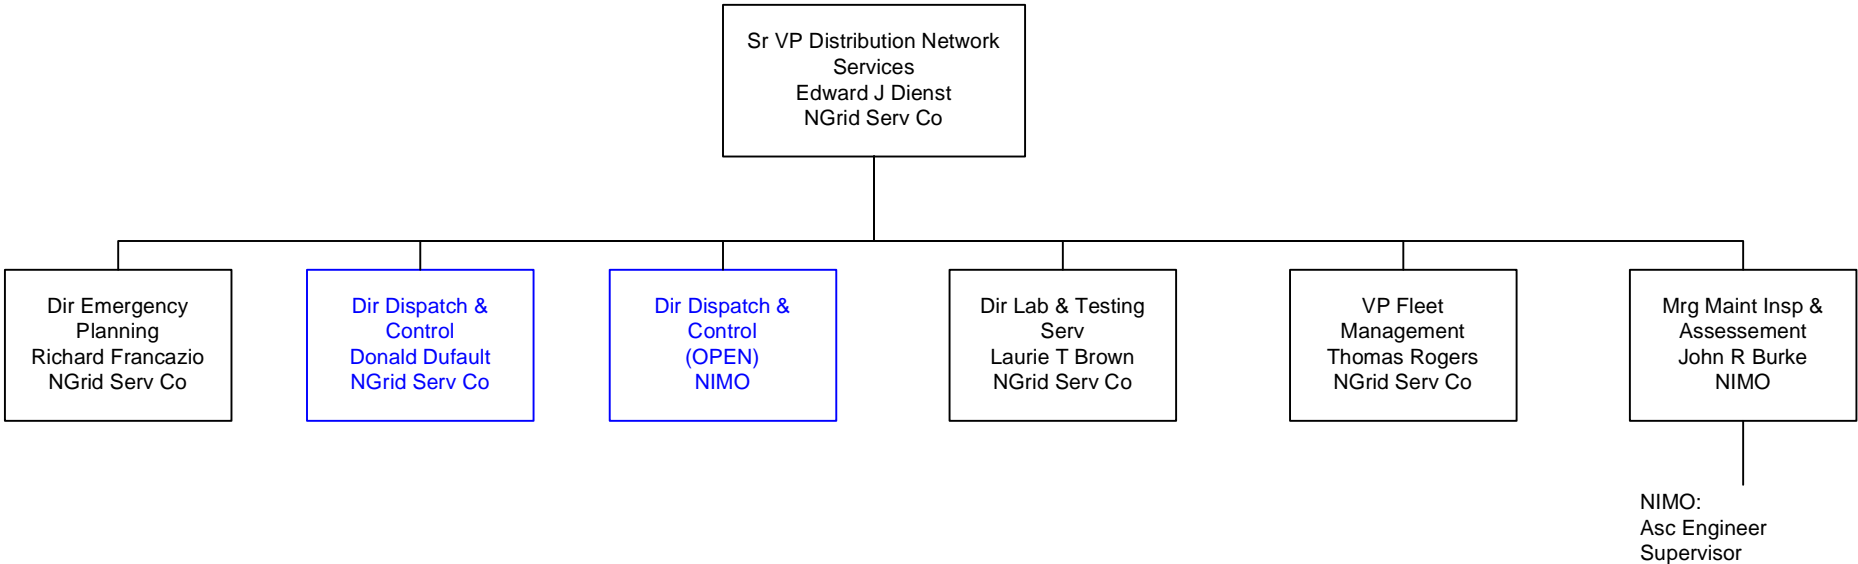 Sr VP Distribution Network
Services
Edward J Dienst
NGrid Serv Co
Dir Emergency
Planning
Richard Francazio
NGrid Serv Co
Dir Dispatch &
Control
Donald Dufault
NGrid Serv Co
Dir Dispatch &
Control
(OPEN)
NIMO
Dir Lab & Testing
Serv
Laurie T Brown
NGrid Serv Co
VP Fleet
Management
Thomas Rogers
NGrid Serv Co
Mrg Maint Insp &
Assessement
John R Burke
NIMO
NIMO:
Asc Engineer
Supervisor